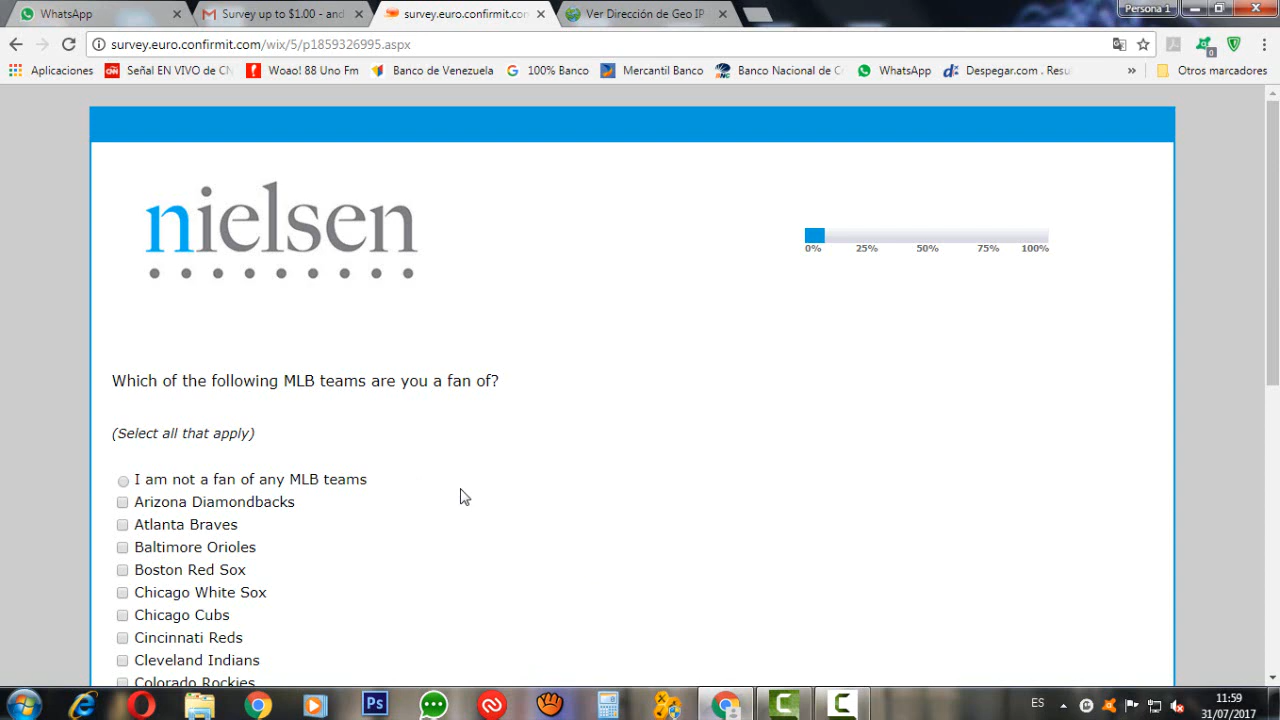 WhatsApp
Survey up to $1.00 - and
survey.euro.confirmit.com
Ver Dirección de Geo IP
Persona 1
survey.euro.confirmit.com/wix/5/p1859326995.aspx
0
Aplicaciones
CNN
Señal EN VIVO de CN
Woao! 88 Uno Fm
Banco de Venezuela
100% Banco
Mercantil Banco
BNC
Banco Nacional de C
WhatsApp
Despegar.com . Resu
»
Otros marcadores
nielsen
0% 25% 50% 75% 100%
Which of the following MLB teams are you a fan of?
(Select all that apply)
I am not a fan of any MLB teams
Arizona Diamondbacks
Atlanta Braves
Baltimore Orioles
Boston Red Sox
Chicago White Sox
Chicago Cubs
Cincinnati Reds
Cleveland Indians
Colorado Rockies
Ps
ES
11:59
31/07/2017